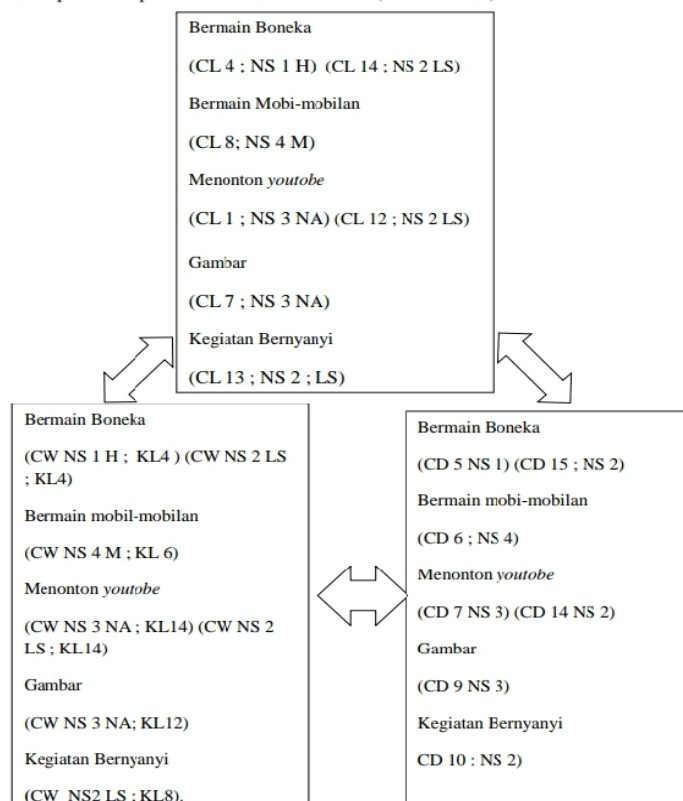 Bermain Boneka
(CL 4 ; NS 1 H) (CL 14 ; NS 2 LS)
Bermain Mobi-mobilan
(CL 8; NS 4 M)
Menonton youtobe
(CL 1 ; NS 3 NA) (CL 12 ; NS 2 LS)
Gambar
(CL 7 ; NS 3 NA)
Kegiatan Bernyanyi
(CL 13 ; NS 2 ; LS)
Bermain Boneka
(CW NS 1 H ; KL4 ) (CW NS 2 LS
; KL4)
Bermain mobil-mobilan
(CW NS 4 M ; KL 6)
Menonton youtobe
(CW NS 3 NA ; KL14) (CW NS 2
LS ; KL14)
Gambar
(CW NS 3 NA; KL12)
Kegiatan Bernyanyi
(CW NS2 LS ; KL8).
Bermain Boneka
(CD 5 NS 1) (CD 15 ; NS 2)
Bermain mobi-mobilan
(CD 6 ; NS 4)
Menonton youtobe
(CD 7 NS 3) (CD 14 NS 2)
Gambar
(CD 9 NS 3)
Kegiatan Bernyanyi
CD 10 : NS 2)